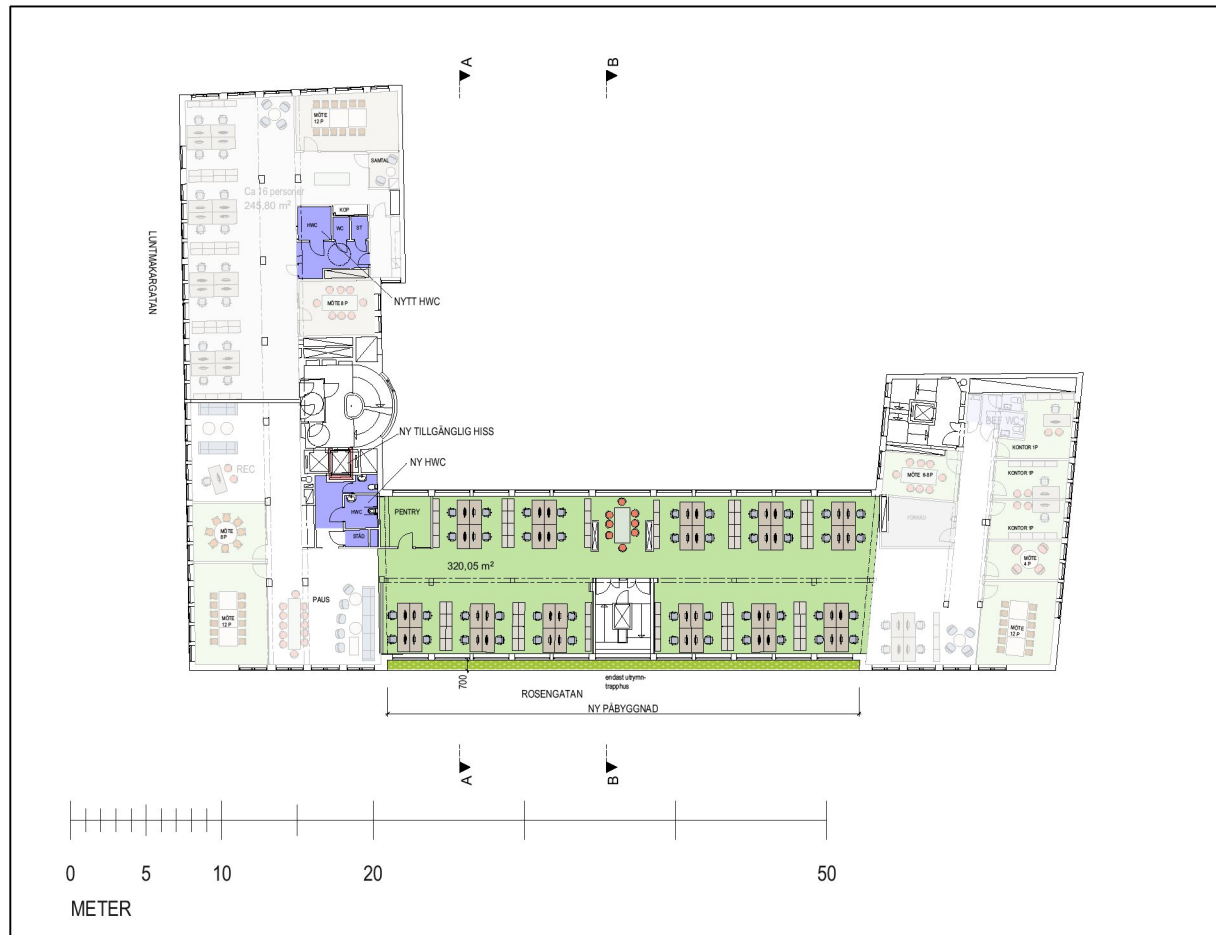 A
B
MÖTE
12 P
SAMTAL
Ca 16 personer
245,80 m²
KOP
HWC
WC
ST
LUNTMAKARGATAN
NYTT HWC
MÖTE 8 P
NY TILLGÄNGLIG HISS
REC
NY HWC
HWC
STÄD
PENTRY
MÖTE
8P
320,05 m²
PAUS
MÖTE
12 P
KONTOR 1P
MÖTE 6-8P
KONTOR 1P
FÖRRÅD
KONTOR 1P
MÖTE
4 P
MÖTE
12 P
700
endast utrymn-
trapphus
ROSENGATAN
NY PÅBYGGNAD
A
B
0
5
10
20
50
METER